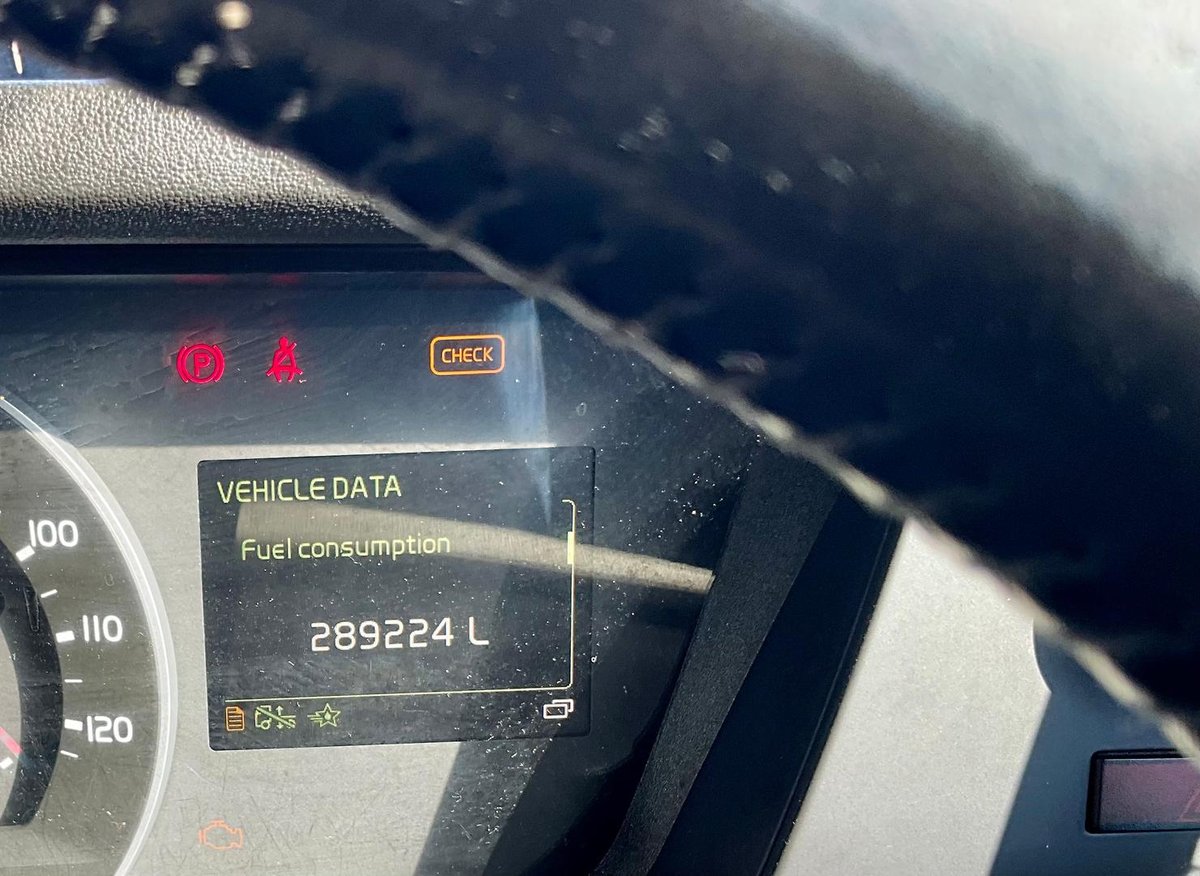 P
CHECK
VEHICLE DATA
Fuel consumption
289224 L
100
110
120